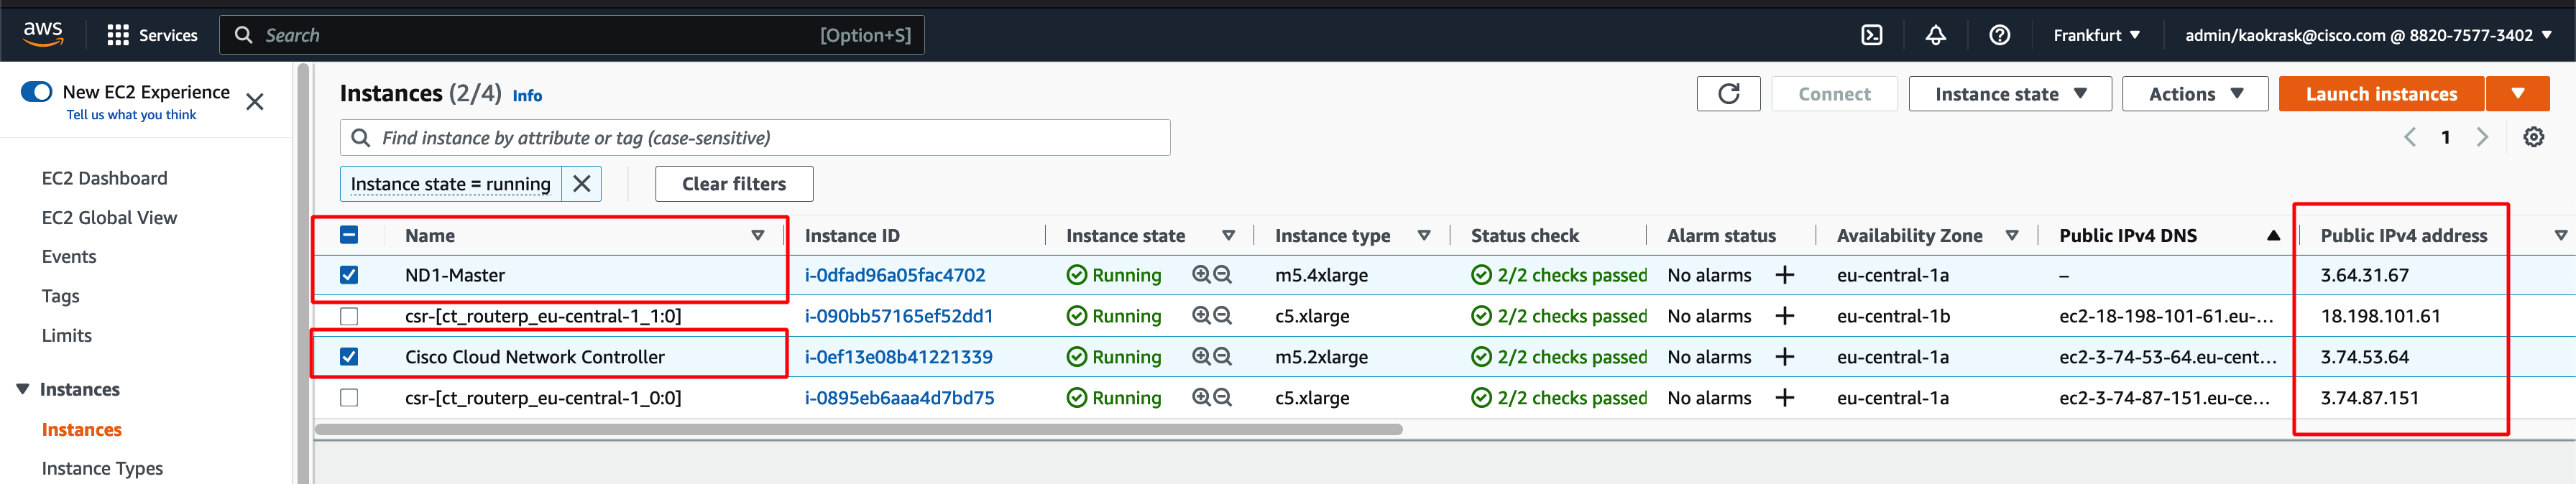 aws Services Search [Option+S] Frankfurt ▼ admin/kaokrask@cisco.com @ 8820-7577-3402 ▼
New EC2 Experience
Tell us what you think
EC2 Dashboard
EC2 Global View
Events
Tags
Limits
Instances
Instances
Instance Types
Instances (2/4) Info
Connect Instance state ▼ Actions ▼ Launch instances ▼
Find instance by attribute or tag (case-sensitive)
1
Instance state = running Clear filters
Name Instance ID Instance state Instance type Status check Alarm status Availability Zone Public IPv4 DNS Public IPv4 address
ND1-Master i-0dfad96a05fac4702 Running m5.4xlarge 2/2 checks passed No alarms + eu-central-1a – 3.64.31.67
csr-[ct_routerp_eu-central-1_1:0] i-090bb57165ef52dd1 Running c5.xlarge 2/2 checks passed No alarms + eu-central-1b ec2-18-198-101-61.eu-... 18.198.101.61
Cisco Cloud Network Controller i-0ef13e08b41221339 Running m5.2xlarge 2/2 checks passed No alarms + eu-central-1a ec2-3-74-53-64.eu-cent... 3.74.53.64
csr-[ct_routerp_eu-central-1_0:0] i-0895eb6aaa4d7bd75 Running c5.xlarge 2/2 checks passed No alarms + eu-central-1a ec2-3-74-87-151.eu-ce... 3.74.87.151